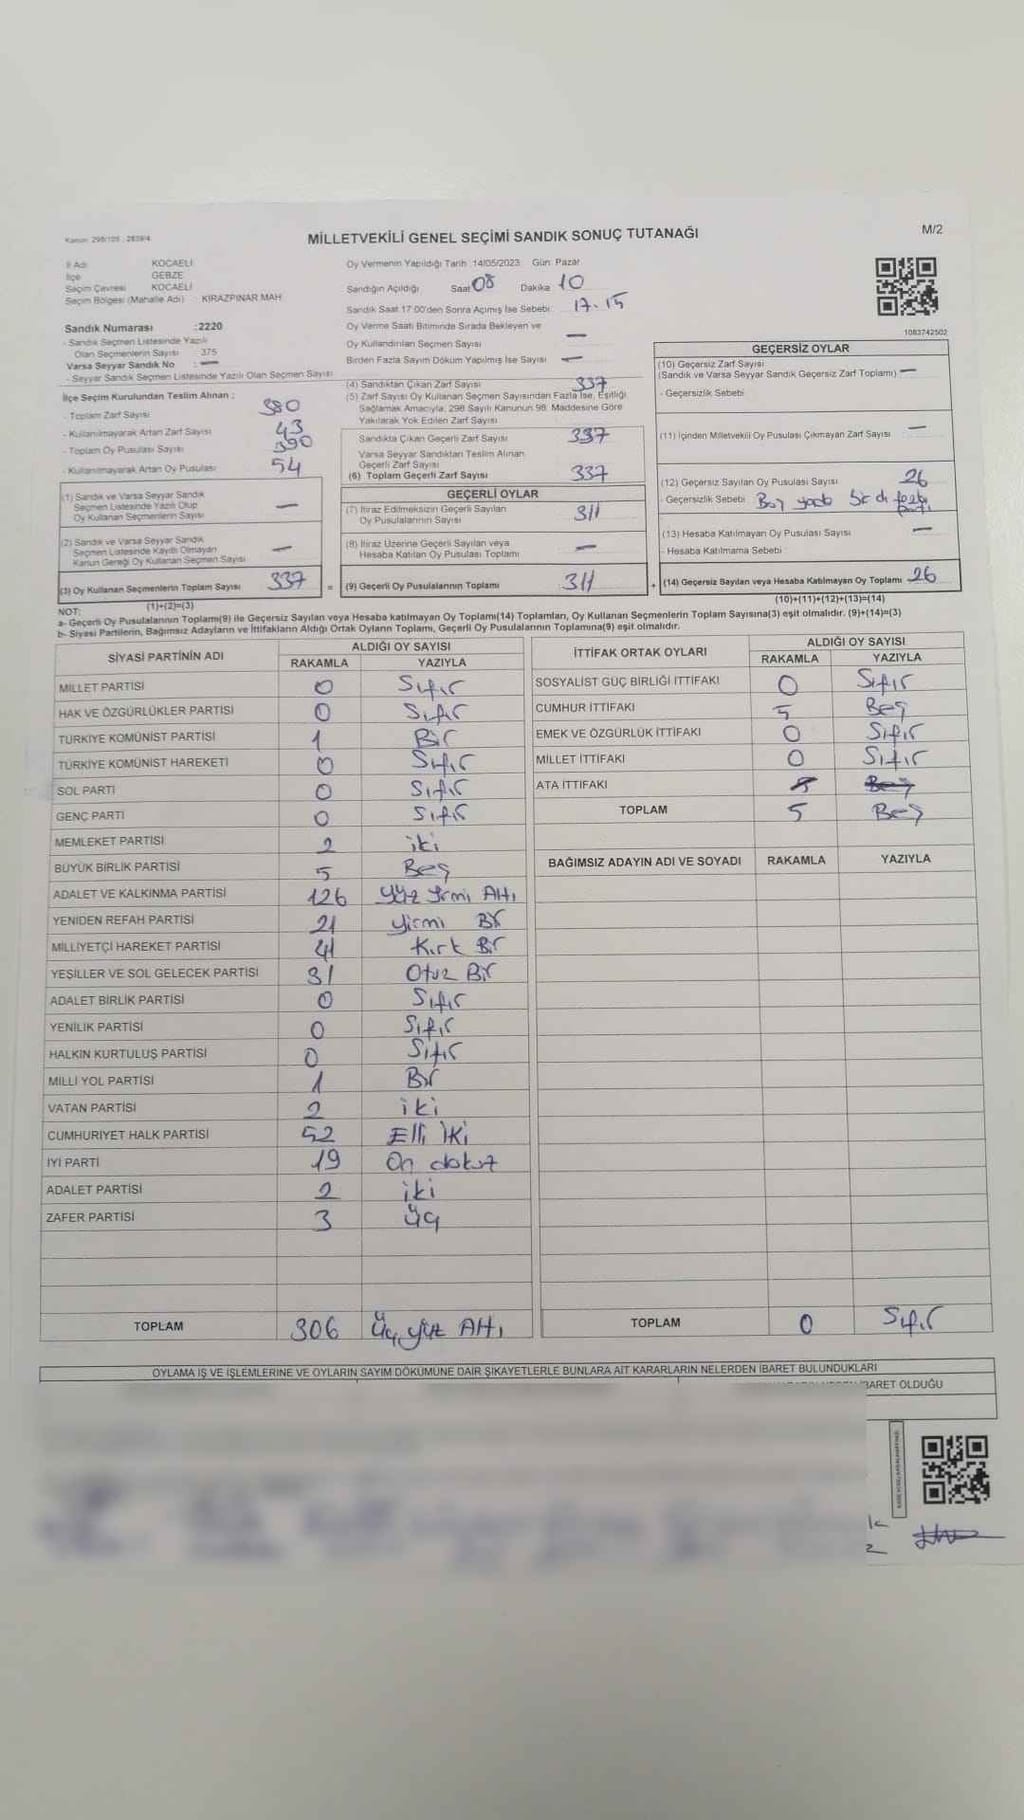 Kanun: 298/105 ; 2839/4
MİLLETVEKİLİ GENEL SEÇİMİ SANDIK SONUÇ TUTANAĞI
M/2
İl Adı KOCAELİ
İlçe GEBZE
Seçim Çevresi KOCAELİ
Seçim Bölgesi (Mahalle Adı) KIRAZPINAR MAH.
Sandık Numarası :2220
- Sandık Seçmen Listesinde Yazılı
Olan Seçmenlerin Sayısı 375
Varsa Seyyar Sandık No : —
- Seyyar Sandık Seçmen Listesinde Yazılı Olan Seçmen Sayısı
İlçe Seçim Kurulundan Teslim Alınan ;
- Toplam Zarf Sayısı 380
- Kullanılmayarak Artan Zarf Sayısı 43
- Toplam Oy Pusulası Sayısı 390
- Kullanılmayarak Artan Oy Pusulası 54
(1) Sandık ve Varsa Seyyar Sandık
Seçmen Listesinde Yazılı Olup
Oy Kullanan Seçmenlerin Sayısı —
(2) Sandık ve Varsa Seyyar Sandık
Seçmen Listesinde Kayıtlı Olmayan
Kanun Gereği Oy Kullanan Seçmen Sayısı —
(3) Oy Kullanan Seçmenlerin Toplam Sayısı 337
(1)+(2)=(3)
Oy Vermenin Yapıldığı Tarih :14/05/2023 Gün: Pazar
Sandığın Açıldığı Saat 08 Dakika 10
Sandık Saat 17:00'den Sonra Açımış İse Sebebi: 17.15
Oy Verme Saati Bitiminde Sırada Bekleyen ve
Oy Kullandırılan Seçmen Sayısı —
Birden Fazla Sayım Döküm Yapılmış İse Sayısı —
(4) Sandıktan Çıkan Zarf Sayısı 337
(5) Zarf Sayısı Oy Kullanan Seçmen Sayısından Fazla İse, Eşitliği
Sağlamak Amacıyla; 298 Sayılı Kanunun 98. Maddesine Göre
Yakılarak Yok Edilen Zarf Sayısı
Sandıkta Çıkan Geçerli Zarf Sayısı 337
Varsa Seyyar Sandıktan Teslim Alınan
Geçerli Zarf Sayısı
(6) Toplam Geçerli Zarf Sayısı 337
GEÇERLİ OYLAR
(7) İtiraz Edilmeksizin Geçerli Sayılan
Oy Pusulalarının Sayısı 311
(8) İtiraz Üzerine Geçerli Sayılan veya
Hesaba Katılan Oy Pusulası Toplamı —
= (9) Geçerli Oy Pusulalarının Toplamı 311
1083742502
GEÇERSİZ OYLAR
(10) Geçersiz Zarf Sayısı
(Sandık ve Varsa Seyyar Sandık Geçersiz Zarf Toplamı) —
- Geçersizlik Sebebi
(11) İçinden Milletvekili Oy Pusulası Çıkmayan Zarf Sayısı —
(12) Geçersiz Sayılan Oy Pusulası Sayısı 26
- Geçersizlik Sebebi Boş
(13) Hesaba Katılmayan Oy Pusulası Sayısı —
- Hesaba Katılmama Sebebi :
+ (14) Geçersiz Sayılan veya Hesaba Katılmayan Oy Toplamı 26
(10)+(11)+(12)+(13)=(14)
NOT:
a- Geçerli Oy Pusulalarının Toplamı(9) ile Geçersiz Sayılan veya Hesaba katılmayan Oy Toplamı(14) Toplamları, Oy Kullanan Seçmenlerin Toplam Sayısına(3) eşit olmalıdır. (9)+(14)=(3)
b- Siyasi Partilerin, Bağımsız Adayların ve İttifakların Aldığı Ortak Oyların Toplamı, Geçerli Oy Pusulalarının Toplamına(9) eşit olmalıdır.
SİYASİ PARTİNİN ADI ALDIĞI OY SAYISI
RAKAMLA YAZIYLA
MİLLET PARTİSİ 0 Sıfır
HAK VE ÖZGÜRLÜKLER PARTİSİ 0 Sıfır
TÜRKİYE KOMÜNİST PARTİSİ 1 Bir
TÜRKİYE KOMÜNİST HAREKETİ 0 Sıfır
SOL PARTİ 0 Sıfır
GENÇ PARTİ 0 Sıfır
MEMLEKET PARTİSİ 2 iki
BÜYÜK BİRLİK PARTİSİ 5 Beş
ADALET VE KALKINMA PARTİSİ 126 Yüz Yirmi Altı
YENİDEN REFAH PARTİSİ 21 Yirmi Bir
MİLLİYETÇİ HAREKET PARTİSİ 41 Kırk Bir
YEŞİLLER VE SOL GELECEK PARTİSİ 31 Otuz Bir
ADALET BİRLİK PARTİSİ 0 Sıfır
YENİLİK PARTİSİ 0 Sıfır
HALKIN KURTULUŞ PARTİSİ 0 Sıfır
MİLLİ YOL PARTİSİ 1 Bir
VATAN PARTİSİ 2 iki
CUMHURİYET HALK PARTİSİ 52 Elli İki
İYİ PARTİ 19 On dokuz
ADALET PARTİSİ 2 iki
ZAFER PARTİSİ 3 üç
TOPLAM 306 Üç yüz Altı
İTTİFAK ORTAK OYLARI ALDIĞI OY SAYISI
RAKAMLA YAZIYLA
SOSYALİST GÜÇ BİRLİĞİ İTTİFAKI 0 Sıfır
CUMHUR İTTİFAKI 5 Beş
EMEK VE ÖZGÜRLÜK İTTİFAKI 0 Sıfır
MİLLET İTTİFAKI 0 Sıfır
ATA İTTİFAKI Beş
TOPLAM 5 Beş
BAĞIMSIZ ADAYIN ADI VE SOYADI RAKAMLA YAZIYLA
TOPLAM 0 Sıfır
OYLAMA İŞ VE İŞLEMLERİNE VE OYLARIN SAYIM DÖKÜMÜNE DAİR ŞİKAYETLERLE BUNLARA AİT KARARLARIN NELERDEN İBARET BULUNDUKLARI
BARET OLDUĞU